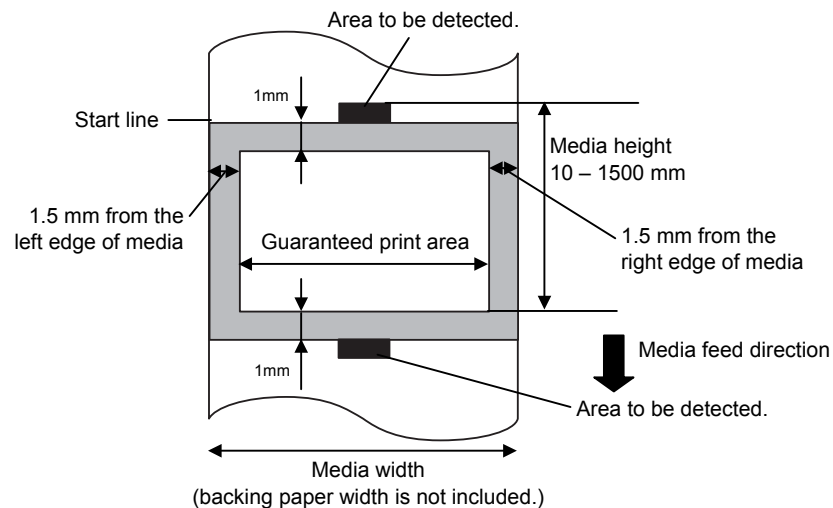 Area to be detected.
1mm
Start line
Media height
10 – 1500 mm
1.5 mm from the
left edge of media
Guaranteed print area
1.5 mm from the
right edge of media
Media feed direction
1mm
Area to be detected.
Media width
(backing paper width is not included.)